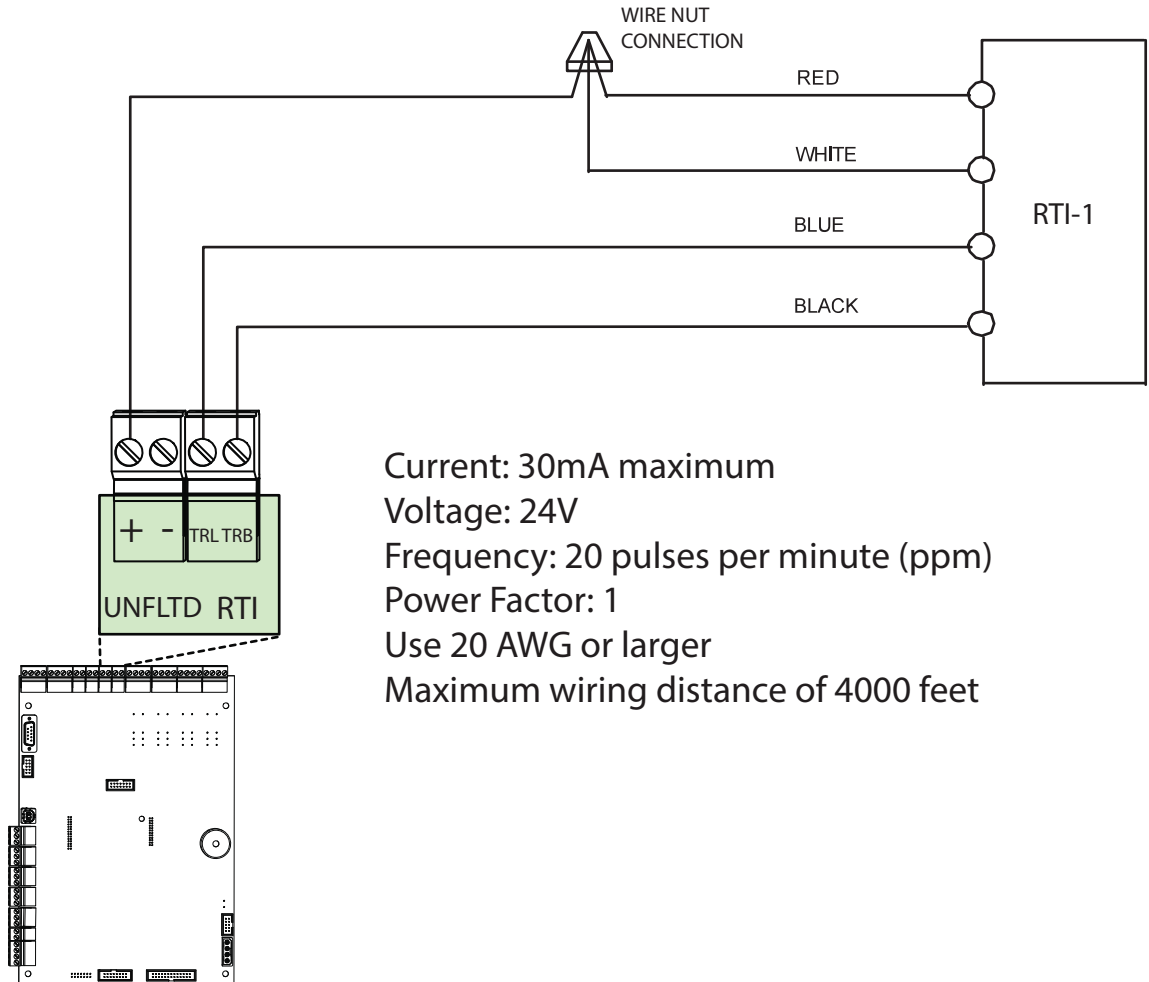 WIRE NUT
CONNECTION
RED
WHITE
BLUE
BLACK
RTI-1
+ - TRL TRB
UNFLTD RTI
Current: 30mA maximum
Voltage: 24V
Frequency: 20 pulses per minute (ppm)
Power Factor: 1
Use 20 AWG or larger
Maximum wiring distance of 4000 feet